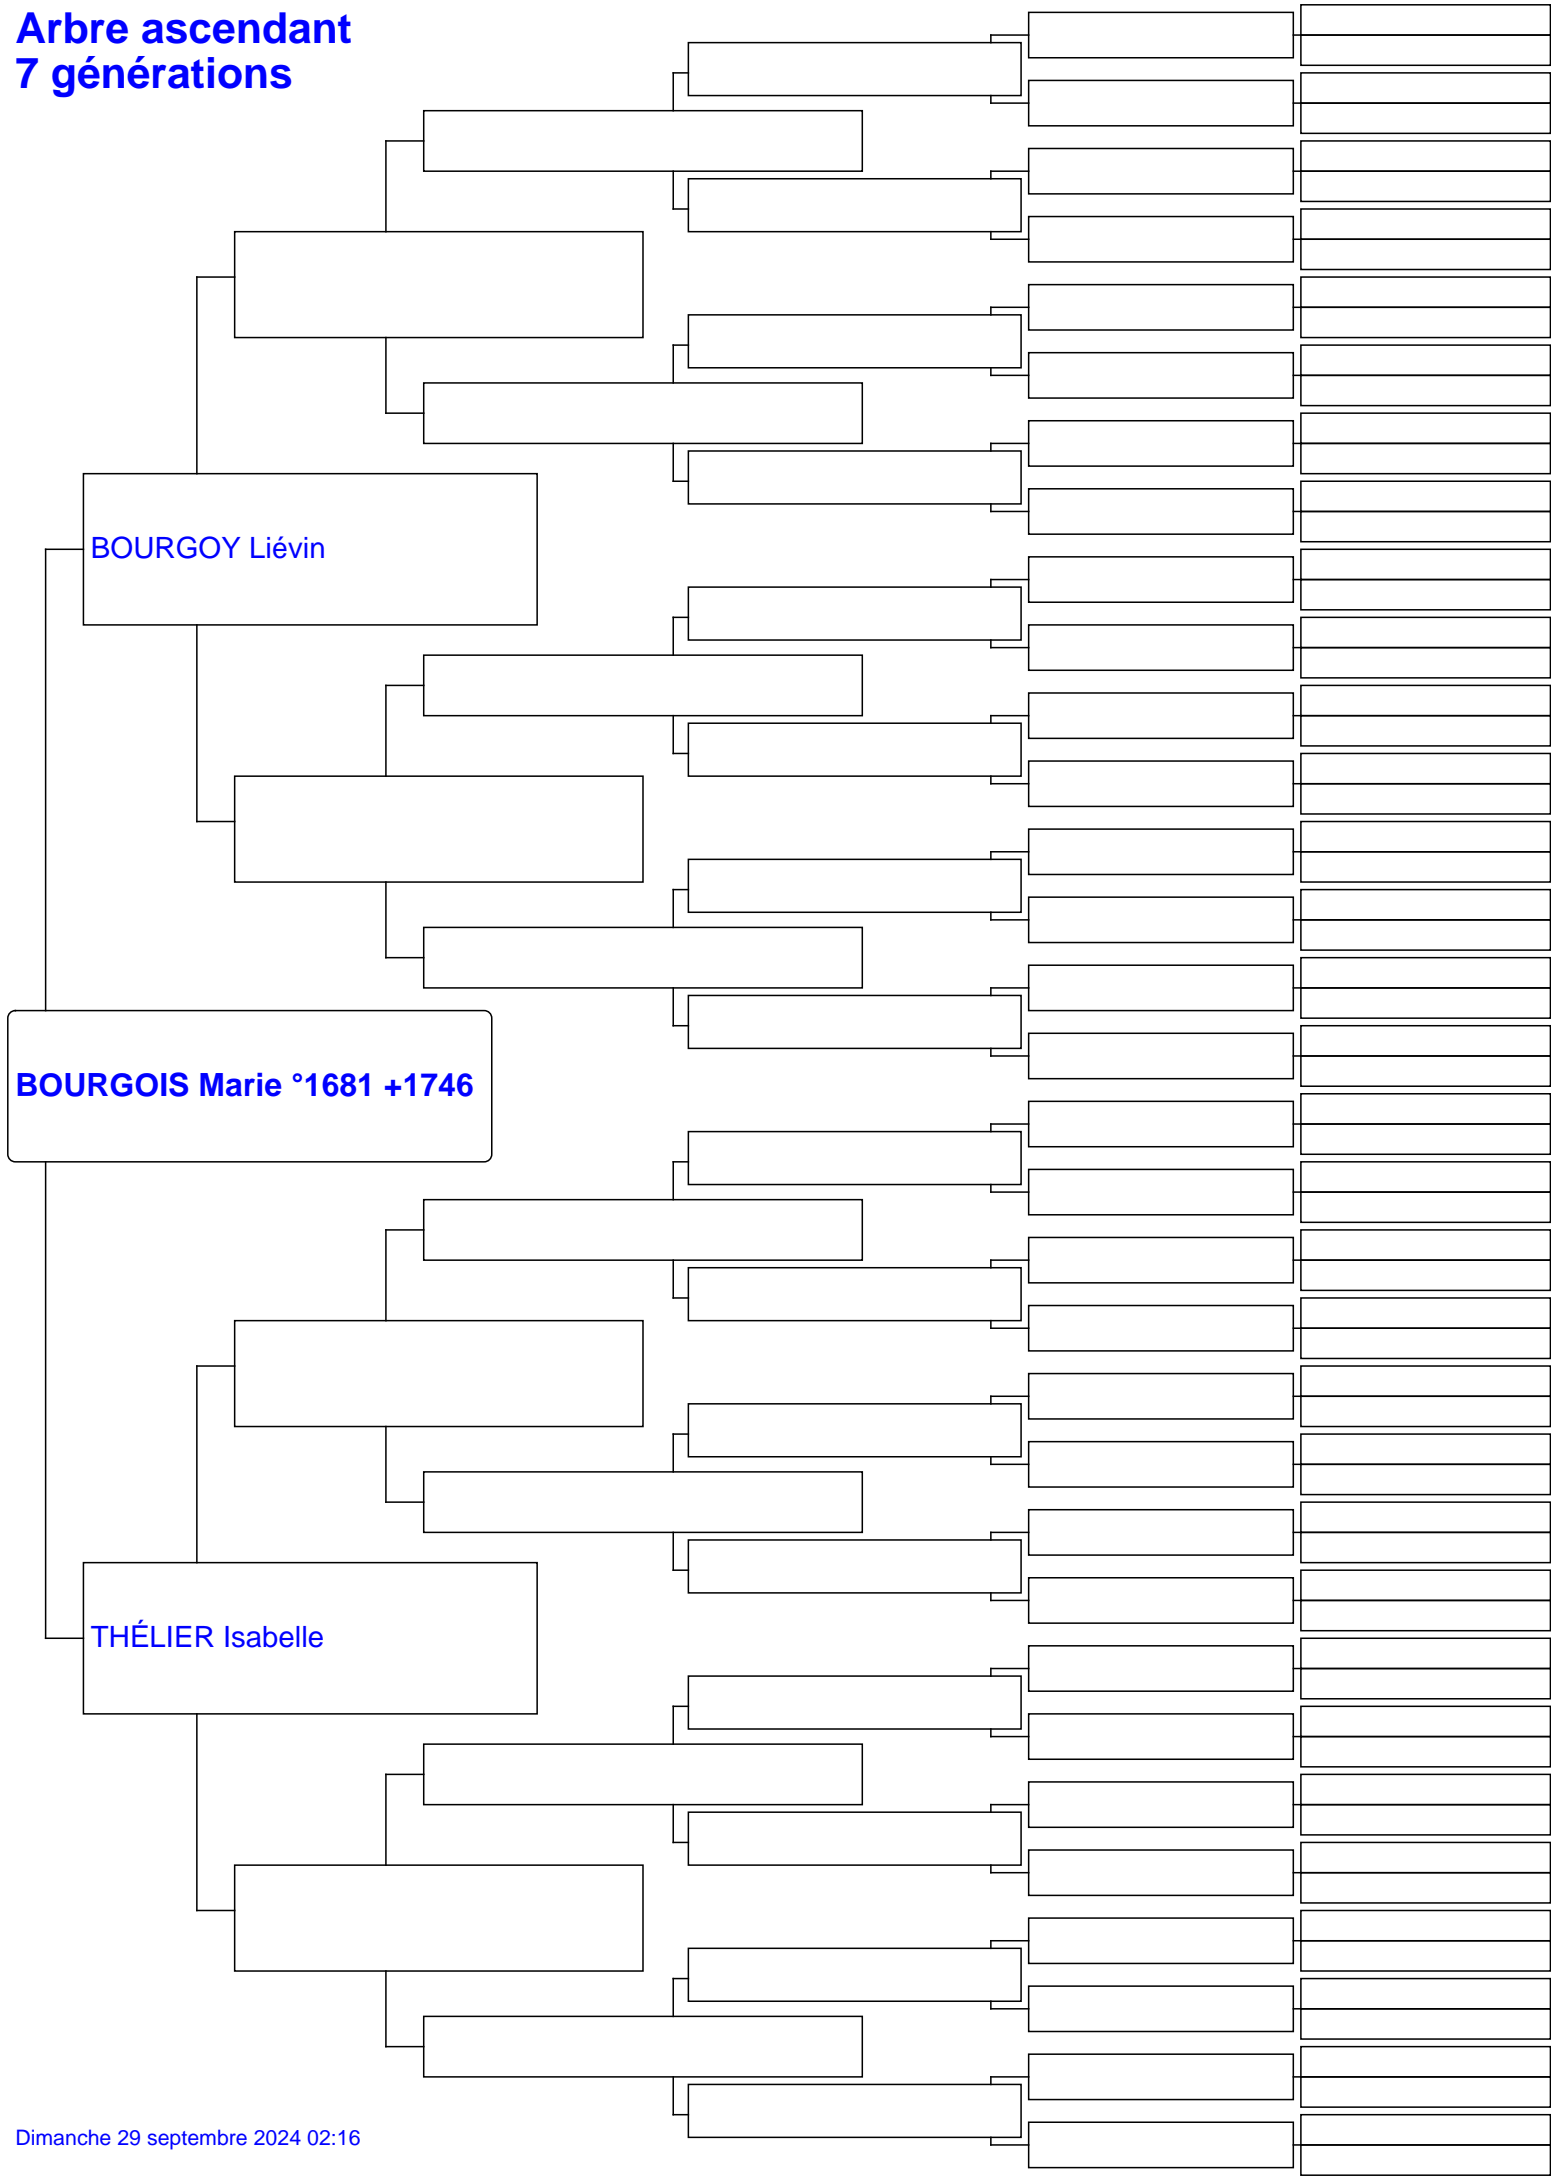 Arbre ascendant
7 générations
BOURGOY Liévin
BOURGOIS Marie °1681 +1746
THÉLIER Isabelle
Dimanche 29 septembre 2024 02:16